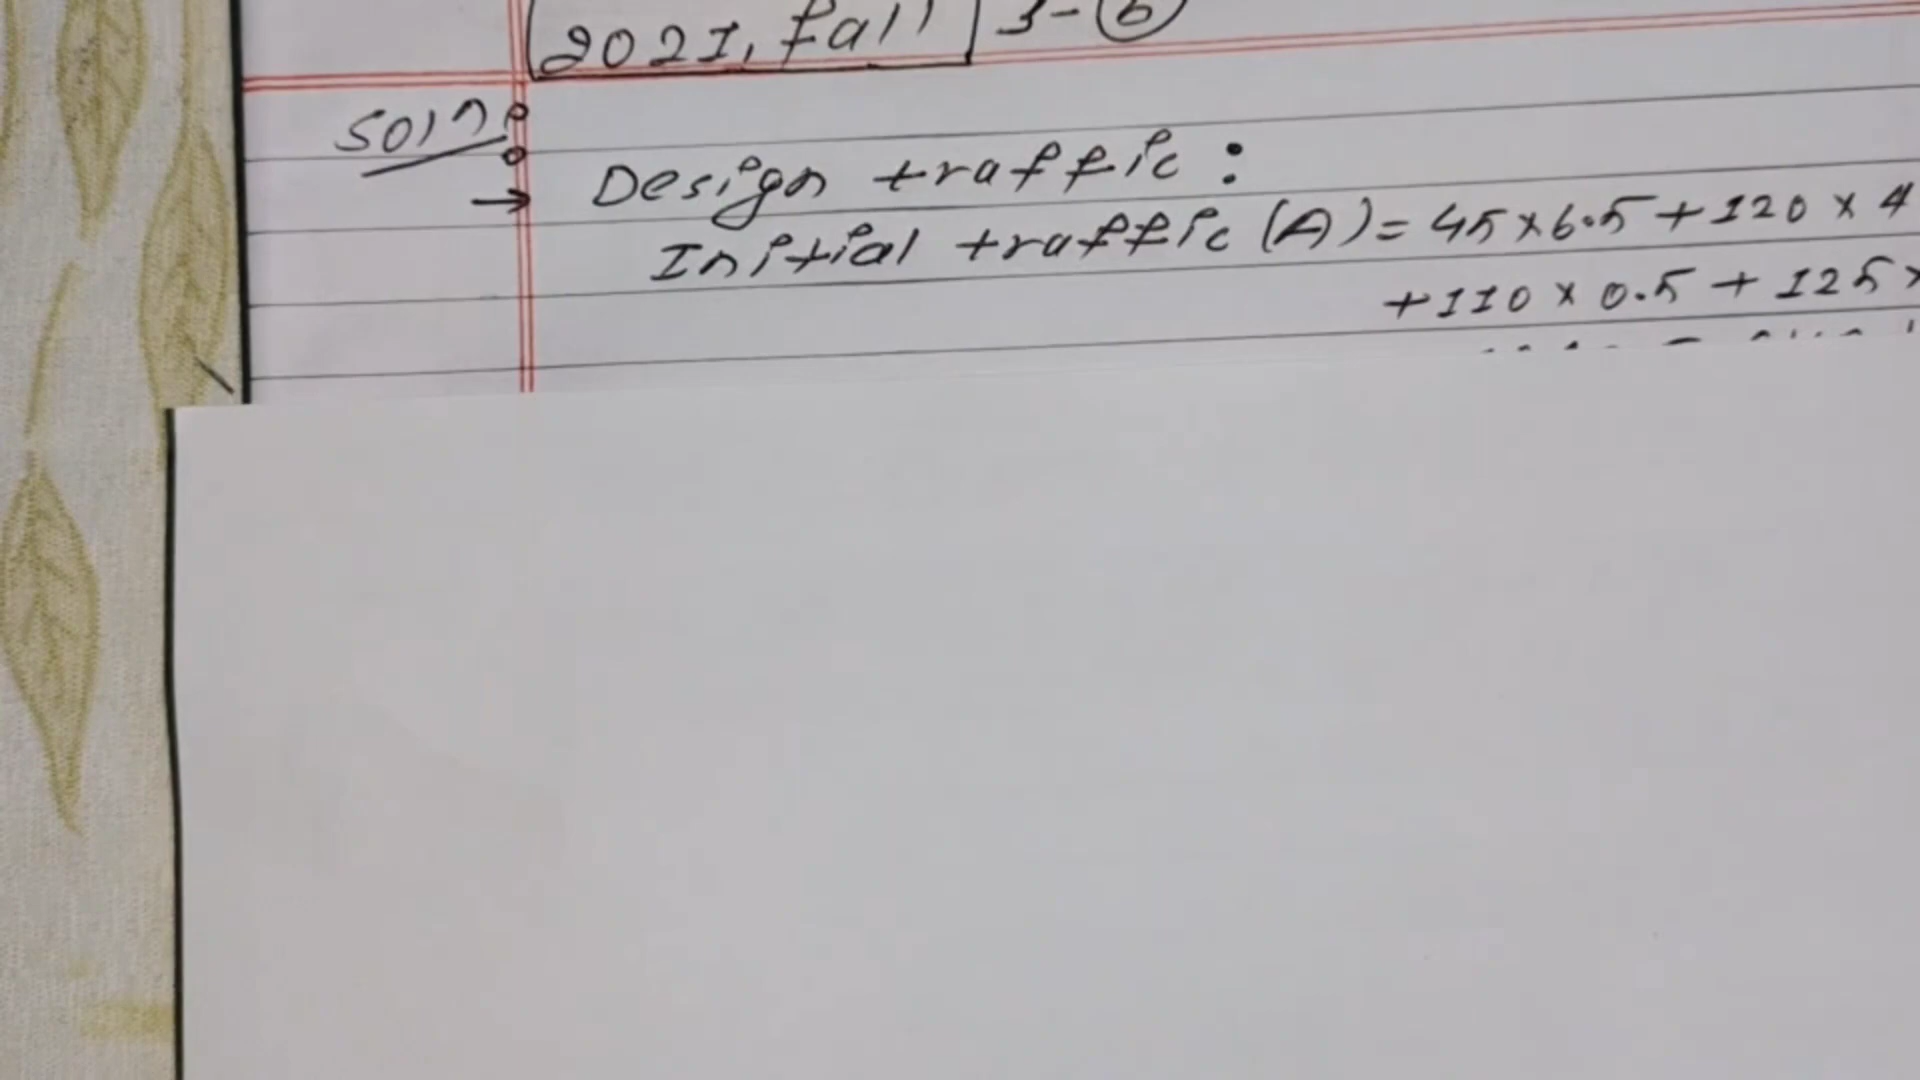 2021, fall 3-(b)
Soln:
→ Design traffic:
Initial traffic (A) = 45 x 6.5 + 120 x 4
+110 x 0.5 + 125 x